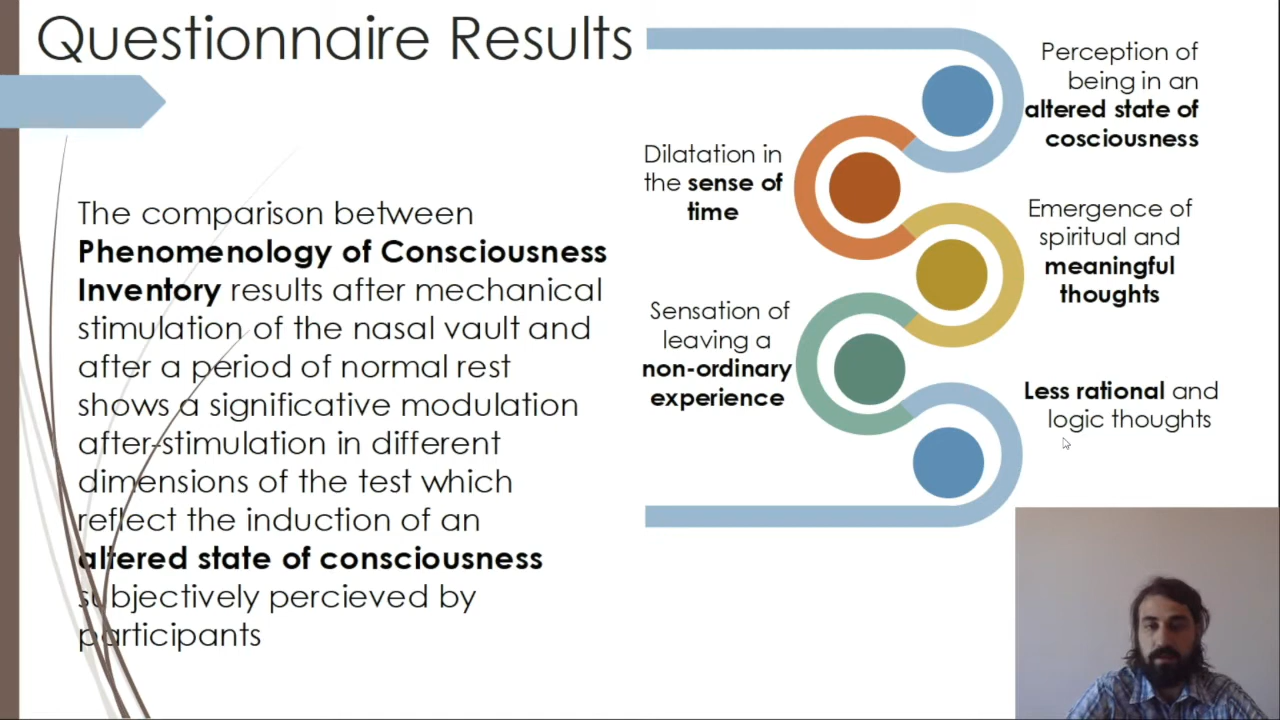 Questionnaire Results
The comparison between
Phenomenology of Consciousness
Inventory results after mechanical
stimulation of the nasal vault and
after a period of normal rest
shows a significative modulation
after-stimulation in different
dimensions of the test which
reflect the induction of an
altered state of consciousness
subjectively percieved by
participants
Perception of
being in an
altered state of
cosciousness
Dilatation in
the sense of
time
Emergence of
spiritual and
meaningful
thoughts
Sensation of
leaving a
non-ordinary
experience
Less rational and
logic thoughts